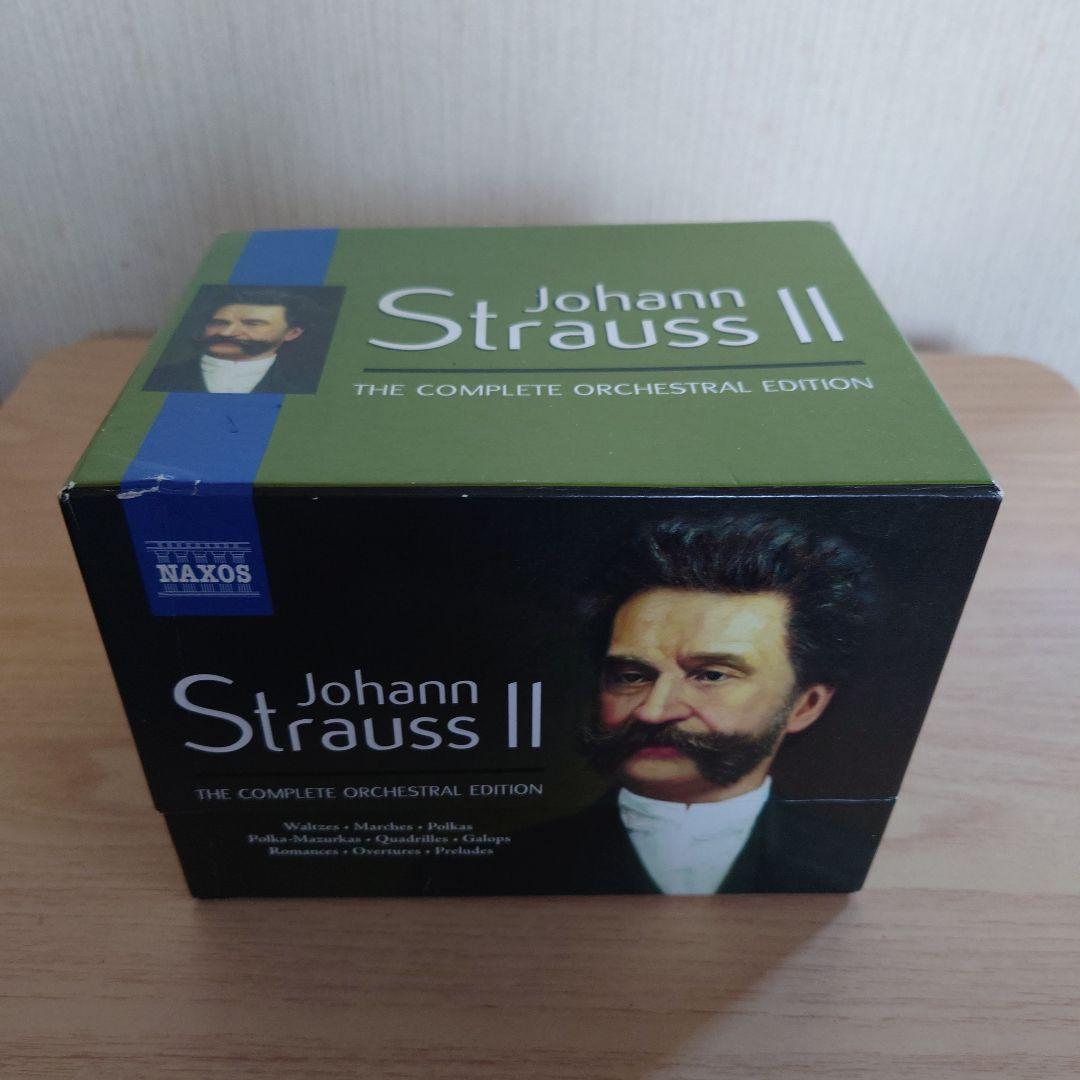 Johann
Strauss II
THE COMPLETE ORCHESTRAL EDITION
NAXOS
Johann
Strauss II
THE COMPLETE ORCHESTRAL EDITION
Waltzes • Marches • Polkas
Polka-Mazurkas • Quadrilles • Galops
Romances • Overtures • Preludes